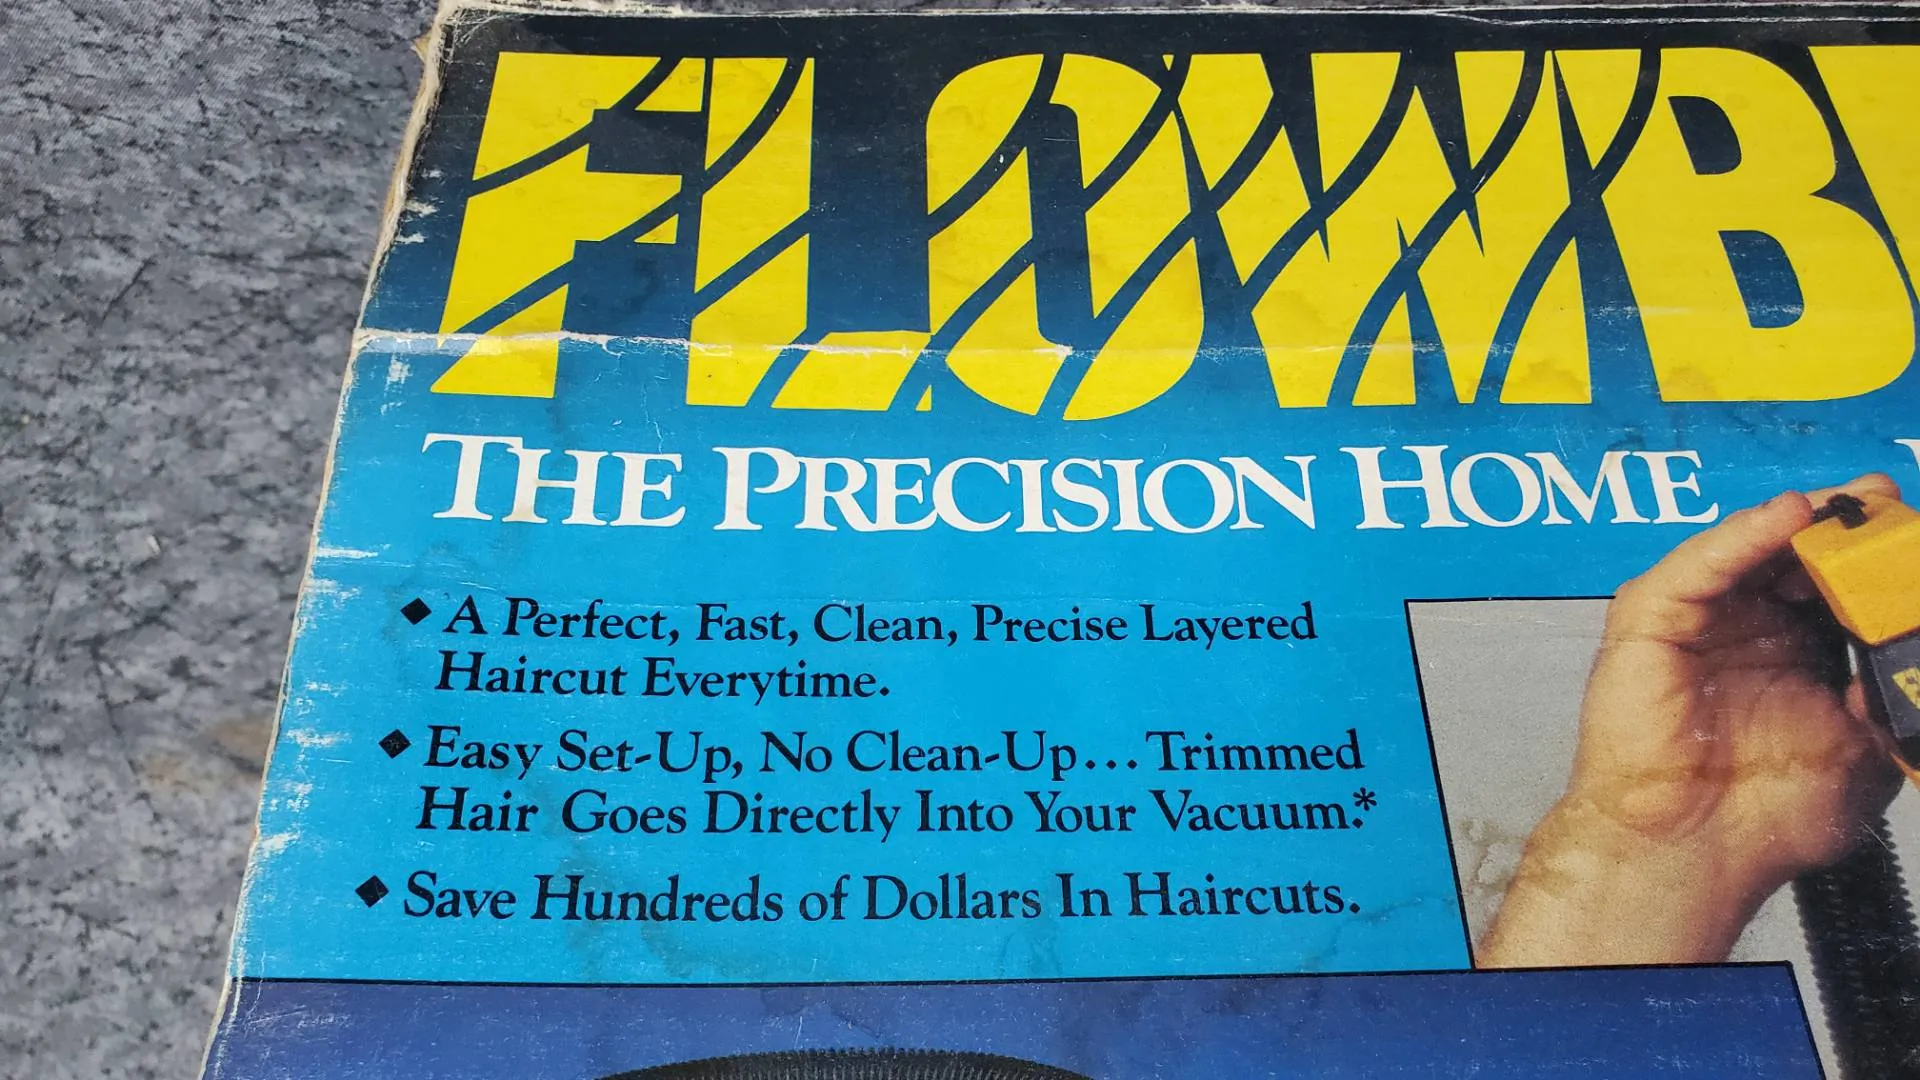 FLOWB
THE PRECISION HOME
◆ A Perfect, Fast, Clean, Precise Layered
Haircut Everytime.
◆ Easy Set-Up, No Clean-Up... Trimmed
Hair Goes Directly Into Your Vacuum.*
◆ Save Hundreds of Dollars In Haircuts.